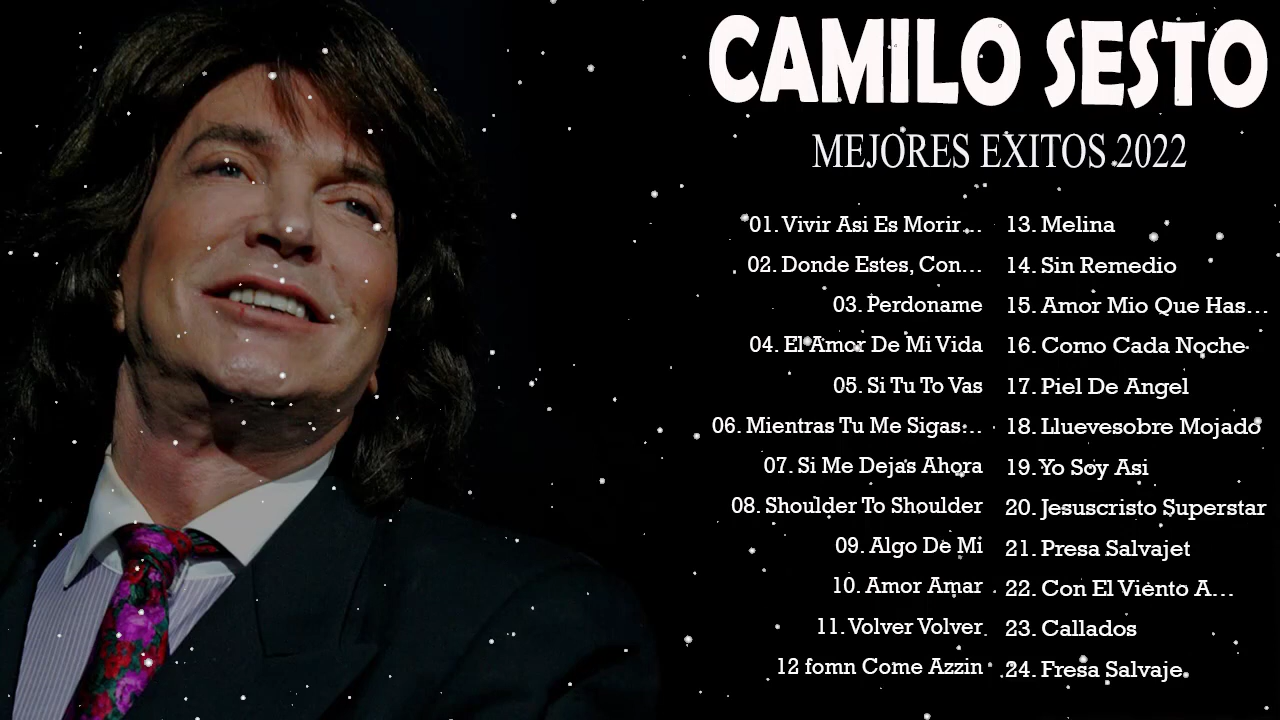 CAMILO SESTO
MEJORES EXITOS 2022
01. Vivir Asi Es Morir...
02. Donde Estes, Con...
03. Perdoname
04. El Amor De Mi Vida
05. Si Tu To Vas
06. Mientras Tu Me Sigas...
07. Si Me Dejas Ahora
08. Shoulder To Shoulder
09. Algo De Mi
10. Amor Amar
11. Volver Volver
12 fomn Come Azzin
13. Melina
14. Sin Remedio
15. Amor Mio Que Has...
16. Como Cada Noche
17. Piel De Angel
18. Lluevesobre Mojado
19. Yo Soy Asi
20. Jesuscristo Superstar
21. Presa Salvajet
22. Con El Viento A...
23. Callados
24. Fresa Salvaje